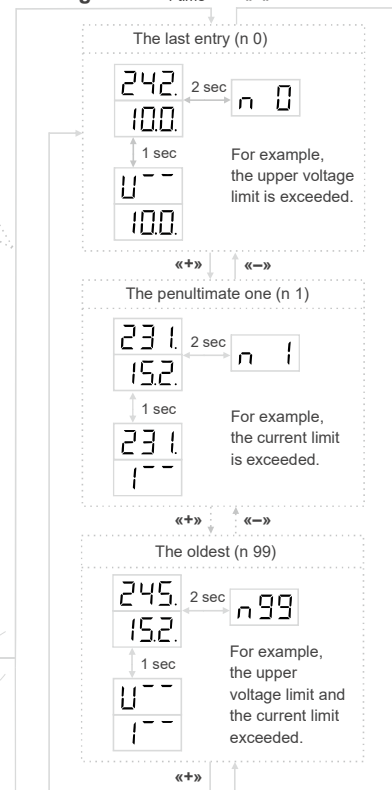 The last entry (n 0)
242.
2 sec
n 0
10.0.
1 sec
U¯¯
10.0.
For example,
the upper voltage
limit is exceeded.
«+» «–»
The penultimate one (n 1)
231.
2 sec
n 1
15.2.
1 sec
231.
I¯¯
For example,
the current limit
is exceeded.
«+» «–»
The oldest (n 99)
245.
2 sec
n99
15.2.
1 sec
U¯¯
I¯¯
For example,
the upper
voltage limit and
the current limit
exceeded.
«+»